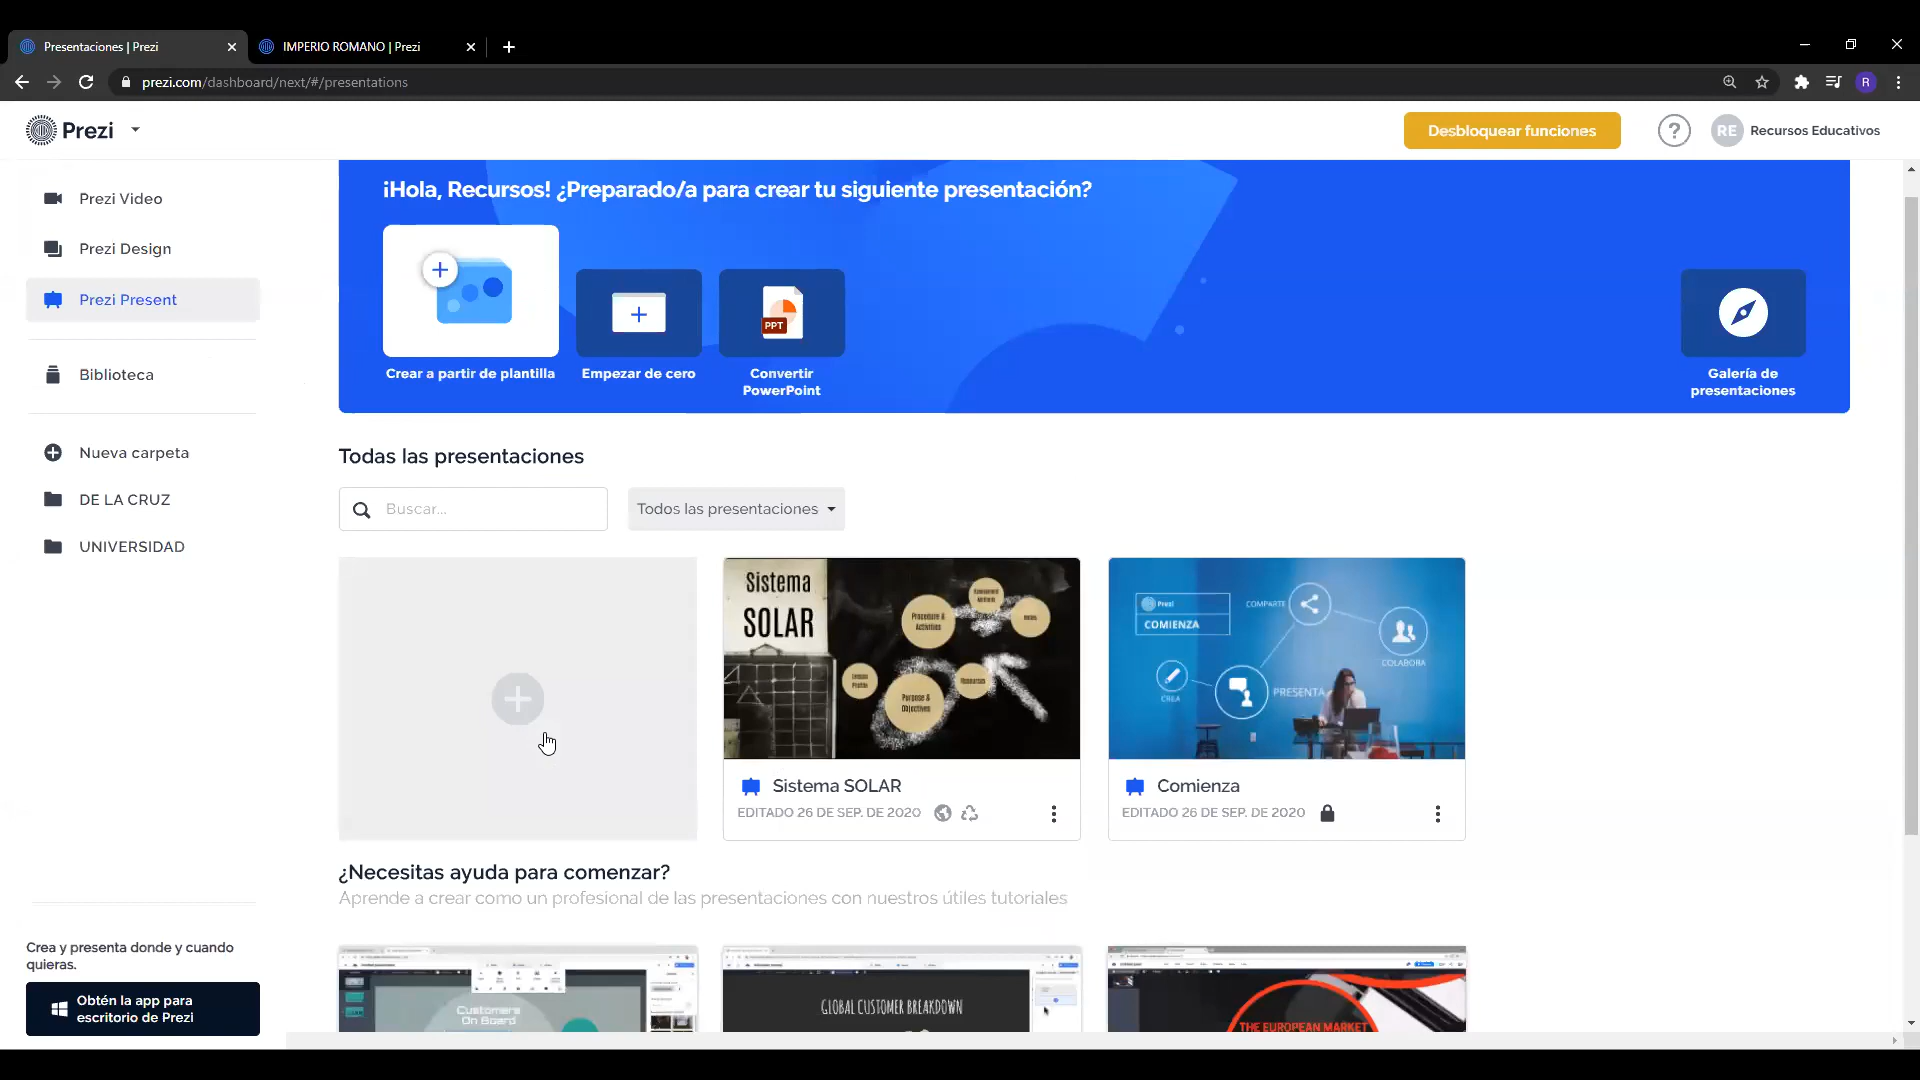 Presentaciones | Prezi
IMPERIO ROMANO | Prezi
prezi.com/dashboard/next/#/presentations
R
Prezi
Desbloquear funciones
?
RE
Recursos Educativos
Prezi Video
Prezi Design
Prezi Present
Biblioteca
Nueva carpeta
DE LA CRUZ
UNIVERSIDAD
Crea y presenta donde y cuando
quieras.
Obtén la app para
escritorio de Prezi
¡Hola, Recursos! ¿Preparado/a para crear tu siguiente presentación?
Crear a partir de plantilla
Empezar de cero
PPT
Convertir
PowerPoint
Galería de
presentaciones
Todas las presentaciones
Buscar...
Todos las presentaciones
Sistema
SOLAR
Procedure &
Activities
Purpose &
Objectives
Sistema SOLAR
EDITADO 26 DE SEP. DE 2020
Prezi
COMIENZA
COMPARTE
COLABORA
CREA
PRESENTA
Comienza
EDITADO 26 DE SEP. DE 2020
¿Necesitas ayuda para comenzar?
Aprende a crear como un profesional de las presentaciones con nuestros útiles tutoriales
Customers
On Board
GLOBAL CUSTOMER BREAKDOWN
THE EUROPEAN MARKET